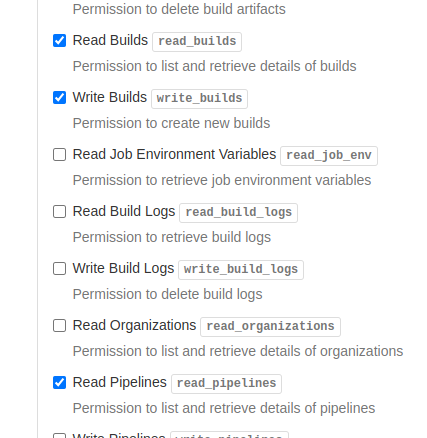 Permission to delete build artifacts
Read Builds read_builds
Permission to list and retrieve details of builds
Write Builds write_builds
Permission to create new builds
Read Job Environment Variables read_job_env
Permission to retrieve job environment variables
Read Build Logs read_build_logs
Permission to retrieve build logs
Write Build Logs write_build_logs
Permission to delete build logs
Read Organizations read_organizations
Permission to list and retrieve details of organizations
Read Pipelines read_pipelines
Permission to list and retrieve details of pipelines
Write Pipelines write_pipelines